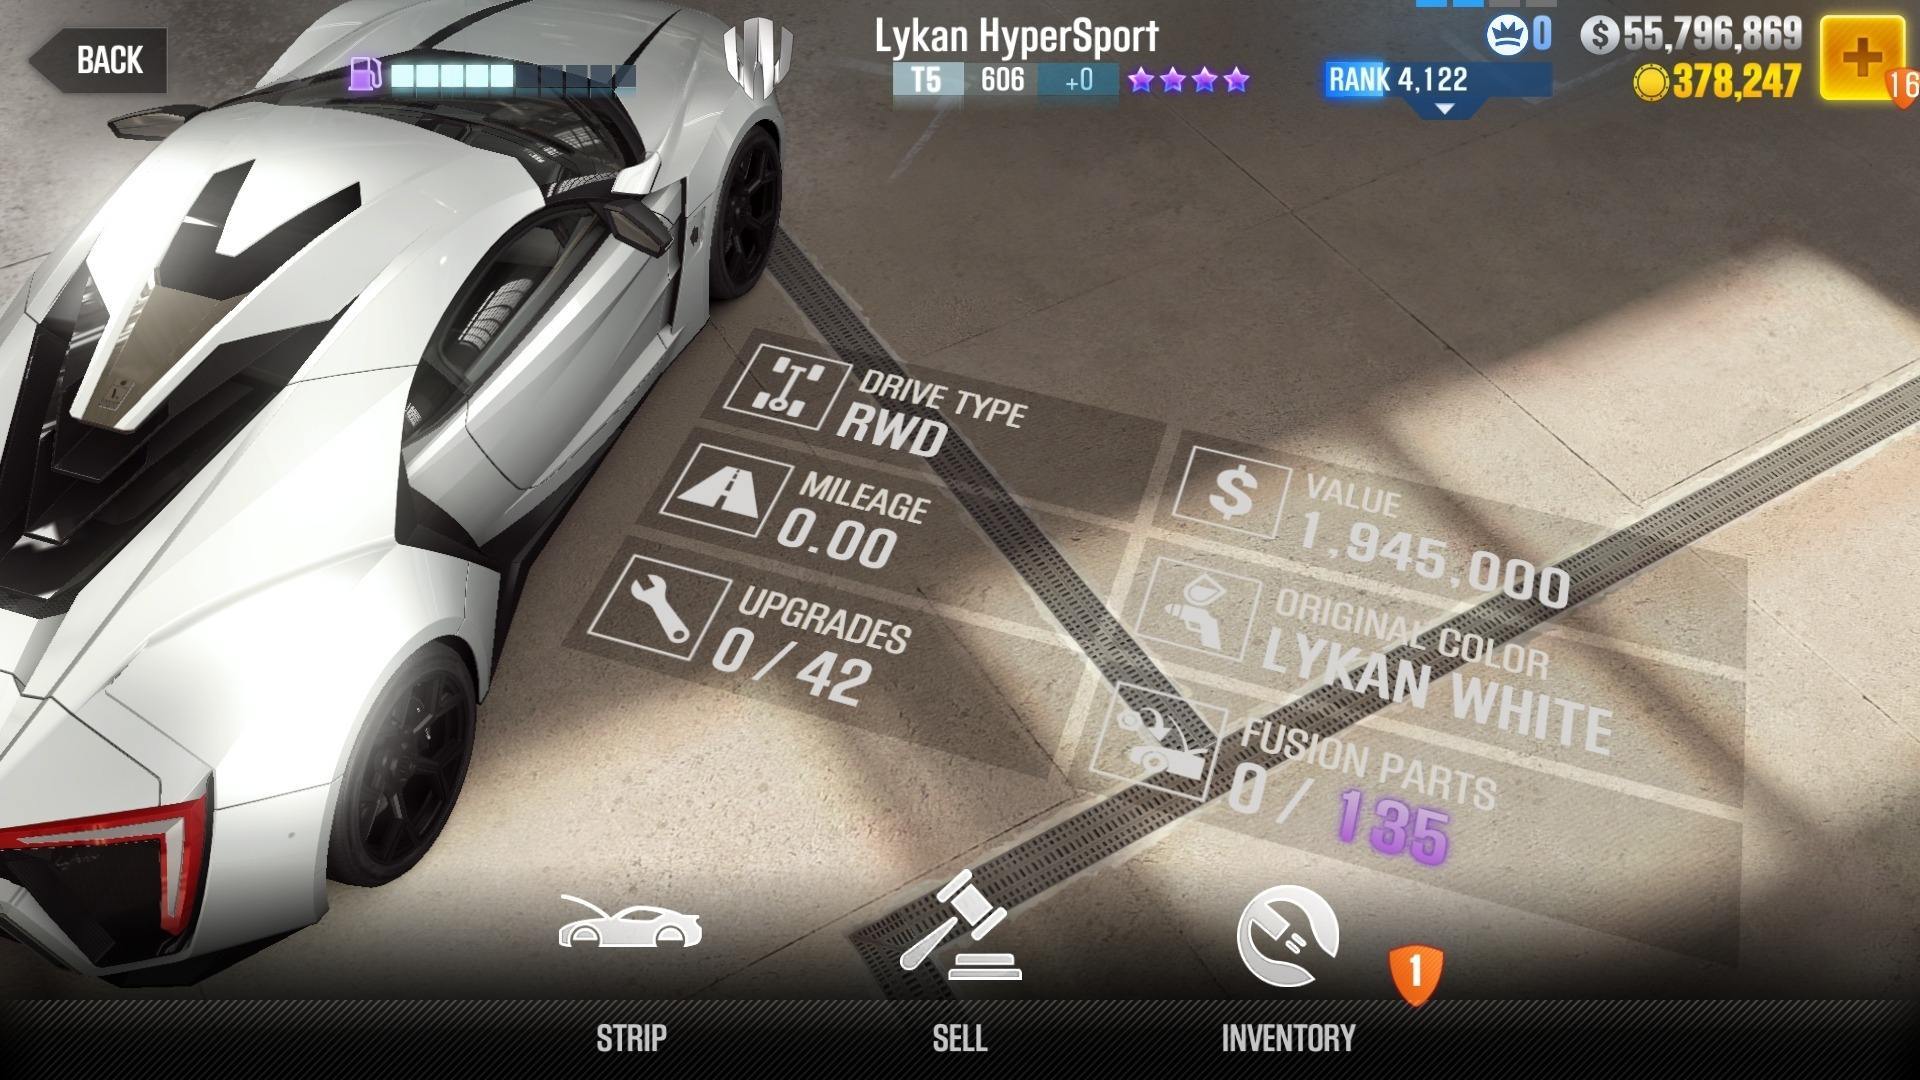 BACK
Lykan HyperSport
T5 606 +0
RANK 4,122
0
$55,796,869
378,247
16
DRIVE TYPE
RWD
MILEAGE
0.00
UPGRADES
0/42
$
VALUE
1,945,000
ORIGINAL COLOR
LYKAN WHITE
FUSION PARTS
0/ 135
1
STRIP
SELL
INVENTORY